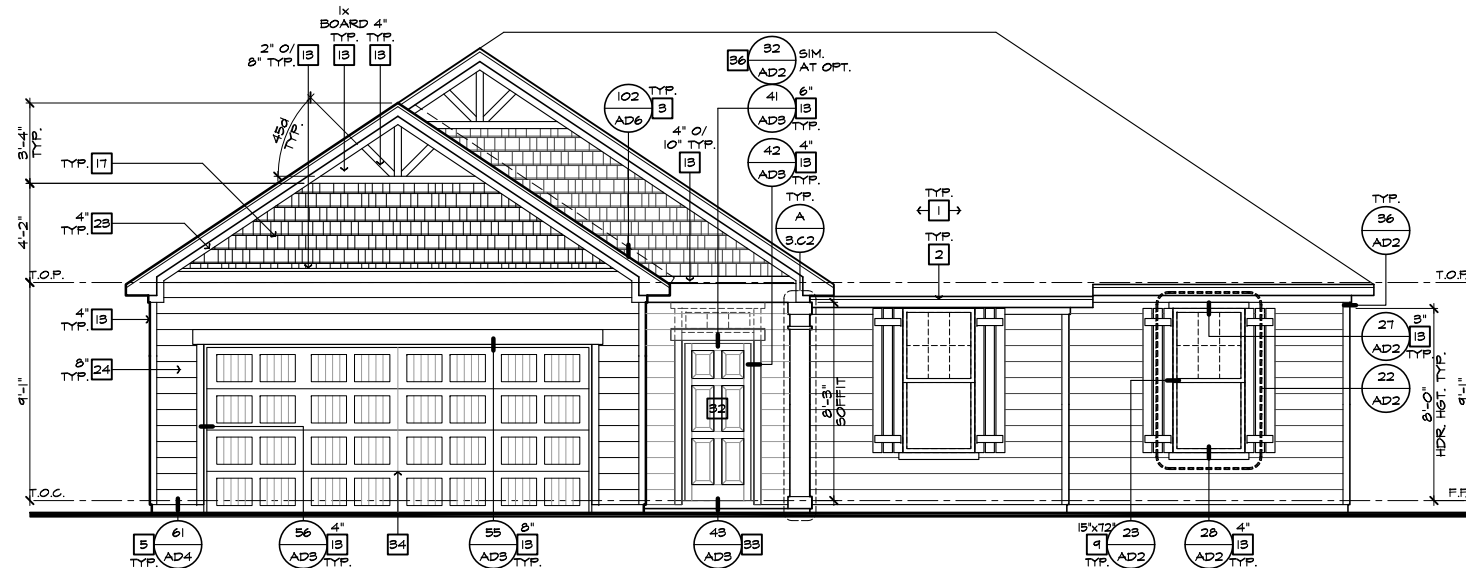 1x
BOARD 4"
TYP. TYP.
13 13
2" O/
8" TYP. 13
32
AD2
36
SIM.
AT OPT.
102
AD6
TYP.
3
41
AD3
6"
13
TYP.
42
AD3
4"
13
TYP.
45d
TYP.
3'-4"
TYP.
TYP. 17
4" O/
10" TYP.
13
TYP.
A
3.C2
TYP.
1
TYP.
2
TYP.
36
AD2
4'-2"
4"
TYP. 23
T.O.P.
4"
TYP. 13
8"
TYP. 24
9'-1"
32
8'-3"
SOFFIT
27
AD2
3"
13
TYP.
22
AD2
8'-0"
HDR. HGT. TYP.
9'-1"
T.O.C.
5
TYP.
61
AD4
56
AD3
4"
13
TYP.
34
55
AD3
8"
13
TYP.
43
AD3
33
15"x72"
9
TYP.
23
AD2
28
AD2
4"
13
TYP.